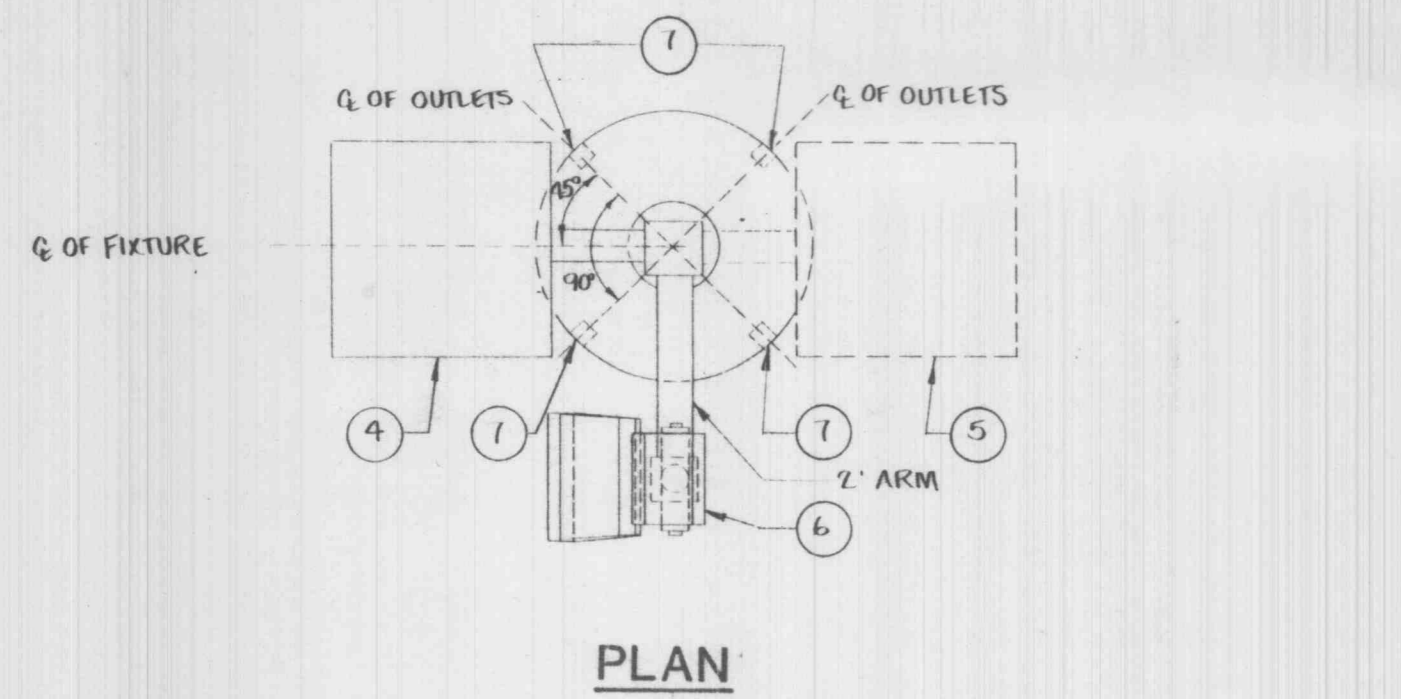 7
℄ OF OUTLETS
℄ OF OUTLETS
45°
℄ OF FIXTURE
90°
4
7
7
5
2' ARM
6
PLAN